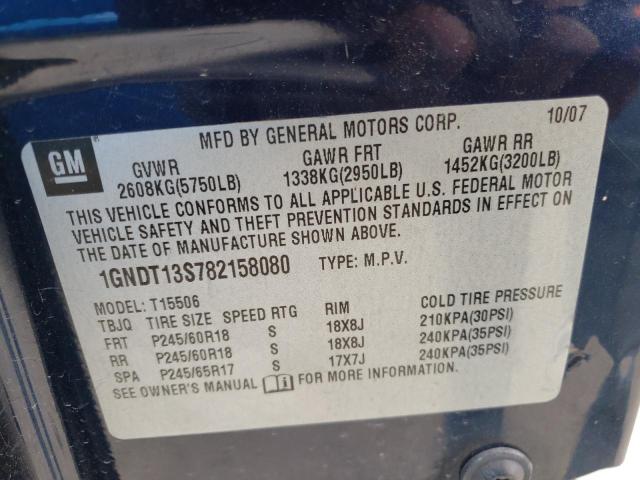 10/07
MFD BY GENERAL MOTORS CORP.
GM
GVWR GAWR FRT GAWR RR
2608KG(5750LB) 1338KG(2950LB) 1452KG(3200LB)
THIS VEHICLE CONFORMS TO ALL APPLICABLE U.S. FEDERAL MOTOR
VEHICLE SAFETY AND THEFT PREVENTION STANDARDS IN EFFECT ON
THE DATE OF MANUFACTURE SHOWN ABOVE.
1GNDT13S782158080 TYPE: M.P.V.
MODEL: T15506
TBJQ TIRE SIZE SPEED RTG RIM COLD TIRE PRESSURE
FRT P245/60R18 S 18X8J 210KPA(30PSI)
RR P245/60R18 S 18X8J 240KPA(35PSI)
SPA P245/65R17 S 17X7J 240KPA(35PSI)
SEE OWNER'S MANUAL FOR MORE INFORMATION.